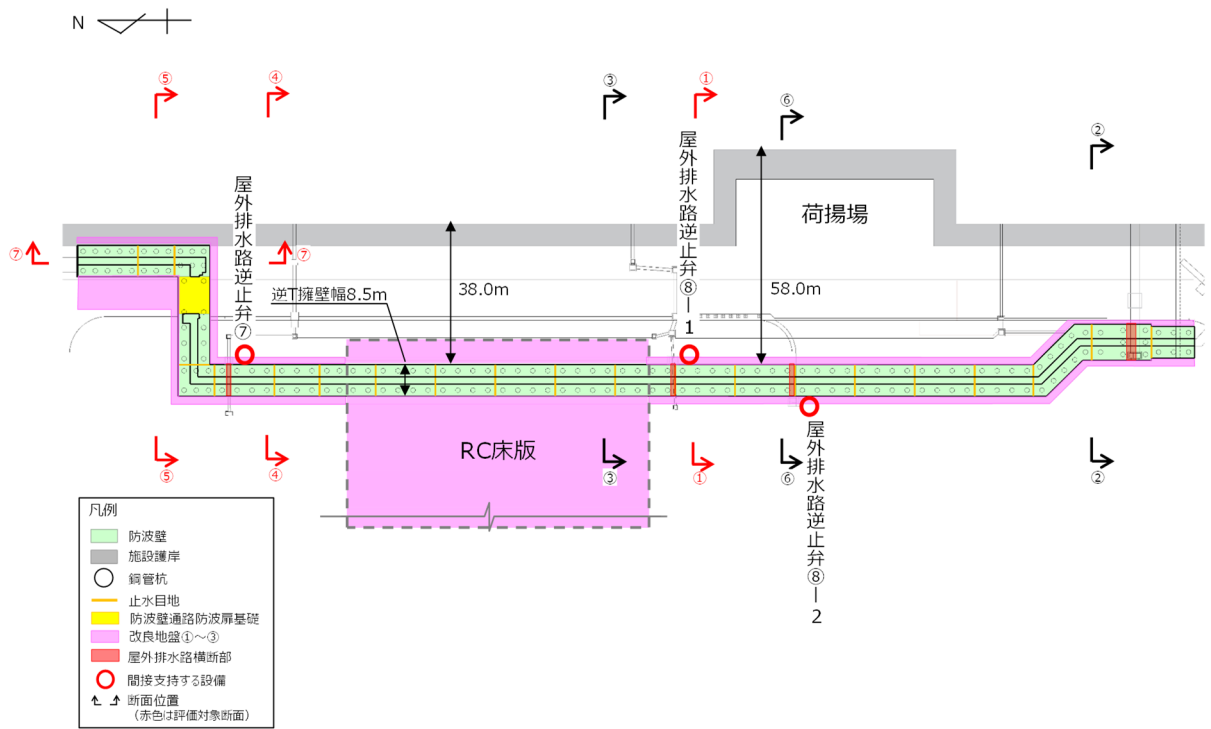 N
⑤
④
③
①
⑥
②
屋外排水路逆止弁⑦
屋外排水路逆止弁⑧ー1
荷揚場
⑦
⑦
38.0m
58.0m
逆T擁壁幅8.5m
RC床版
⑤
④
③
①
⑥
②
屋外排水路逆止弁⑧ー2
凡例
防波壁
施設護岸
鋼管杭
止水目地
防波壁通路防波扉基礎
改良地盤①～③
屋外排水路横断部
間接支持する設備
断面位置
（赤色は評価対象断面）